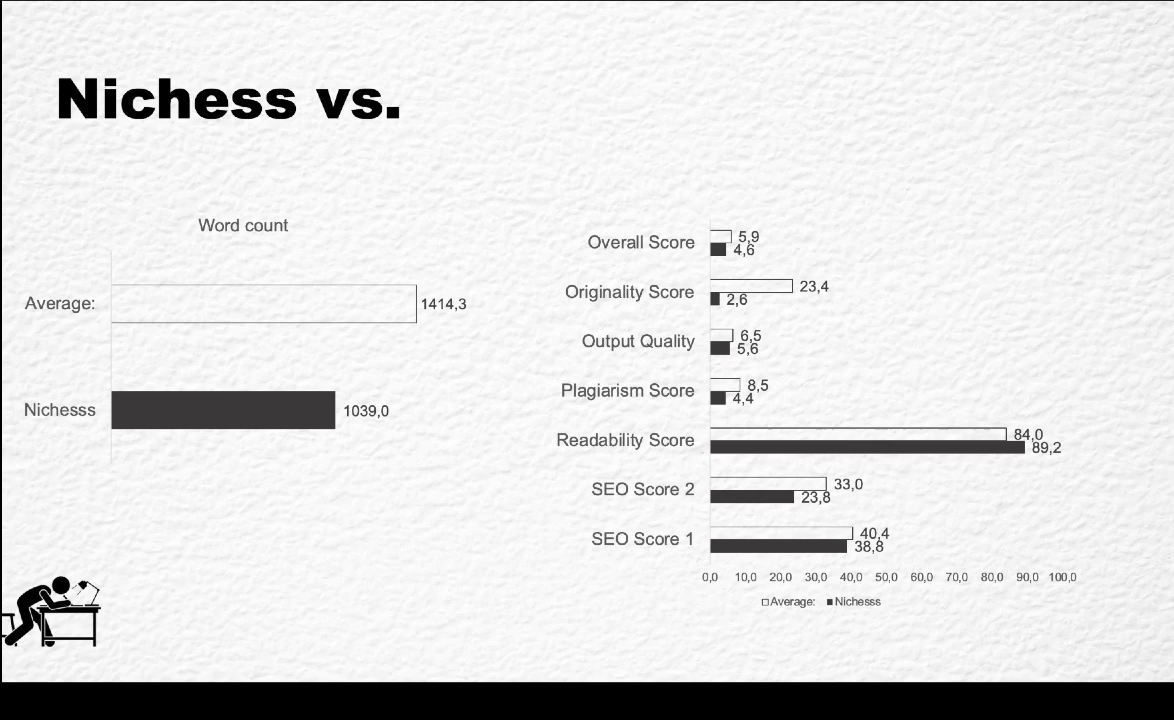 Nichess vs.
Word count
Average:
1414,3
Nichesss
1039,0
Overall Score
5,9
4,6
Originality Score
23,4
2,6
Output Quality
6,5
5,6
Plagiarism Score
8,5
4,4
Readability Score
84,0
89,2
SEO Score 2
33,0
23,8
SEO Score 1
40,4
38,8
0,0 10,0 20,0 30,0 40,0 50,0 60,0 70,0 80,0 90,0 100,0
Average: Nichesss